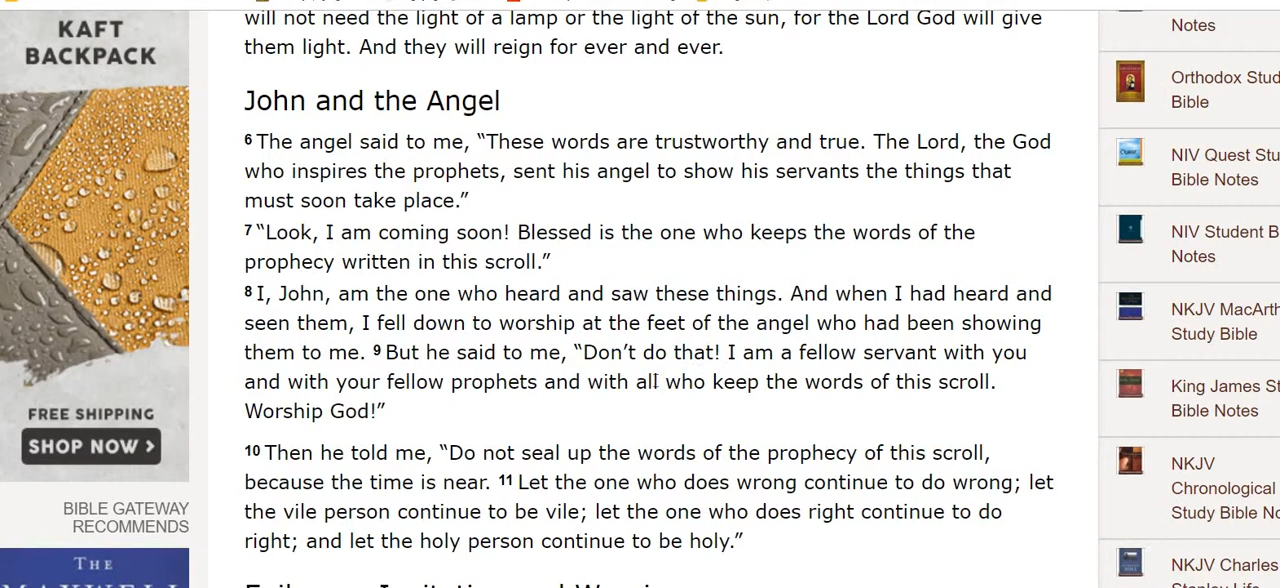 KAFT
BACKPACK
FREE SHIPPING
SHOP NOW >
BIBLE GATEWAY
RECOMMENDS
THE
will not need the light of a lamp or the light of the sun, for the Lord God will give
them light. And they will reign for ever and ever.
John and the Angel
6 The angel said to me, “These words are trustworthy and true. The Lord, the God
who inspires the prophets, sent his angel to show his servants the things that
must soon take place.”
7 “Look, I am coming soon! Blessed is the one who keeps the words of the
prophecy written in this scroll.”
8 I, John, am the one who heard and saw these things. And when I had heard and
seen them, I fell down to worship at the feet of the angel who had been showing
them to me. 9 But he said to me, “Don’t do that! I am a fellow servant with you
and with your fellow prophets and with all who keep the words of this scroll.
Worship God!”
10 Then he told me, “Do not seal up the words of the prophecy of this scroll,
because the time is near. 11 Let the one who does wrong continue to do wrong; let
the vile person continue to be vile; let the one who does right continue to do
right; and let the holy person continue to be holy.”
Notes
Orthodox Stud
Bible
NIV Quest Stu
Bible Notes
NIV Student B
Notes
NKJV MacArth
Study Bible
King James St
Bible Notes
NKJV
Chronological
Study Bible No
NKJV Charles